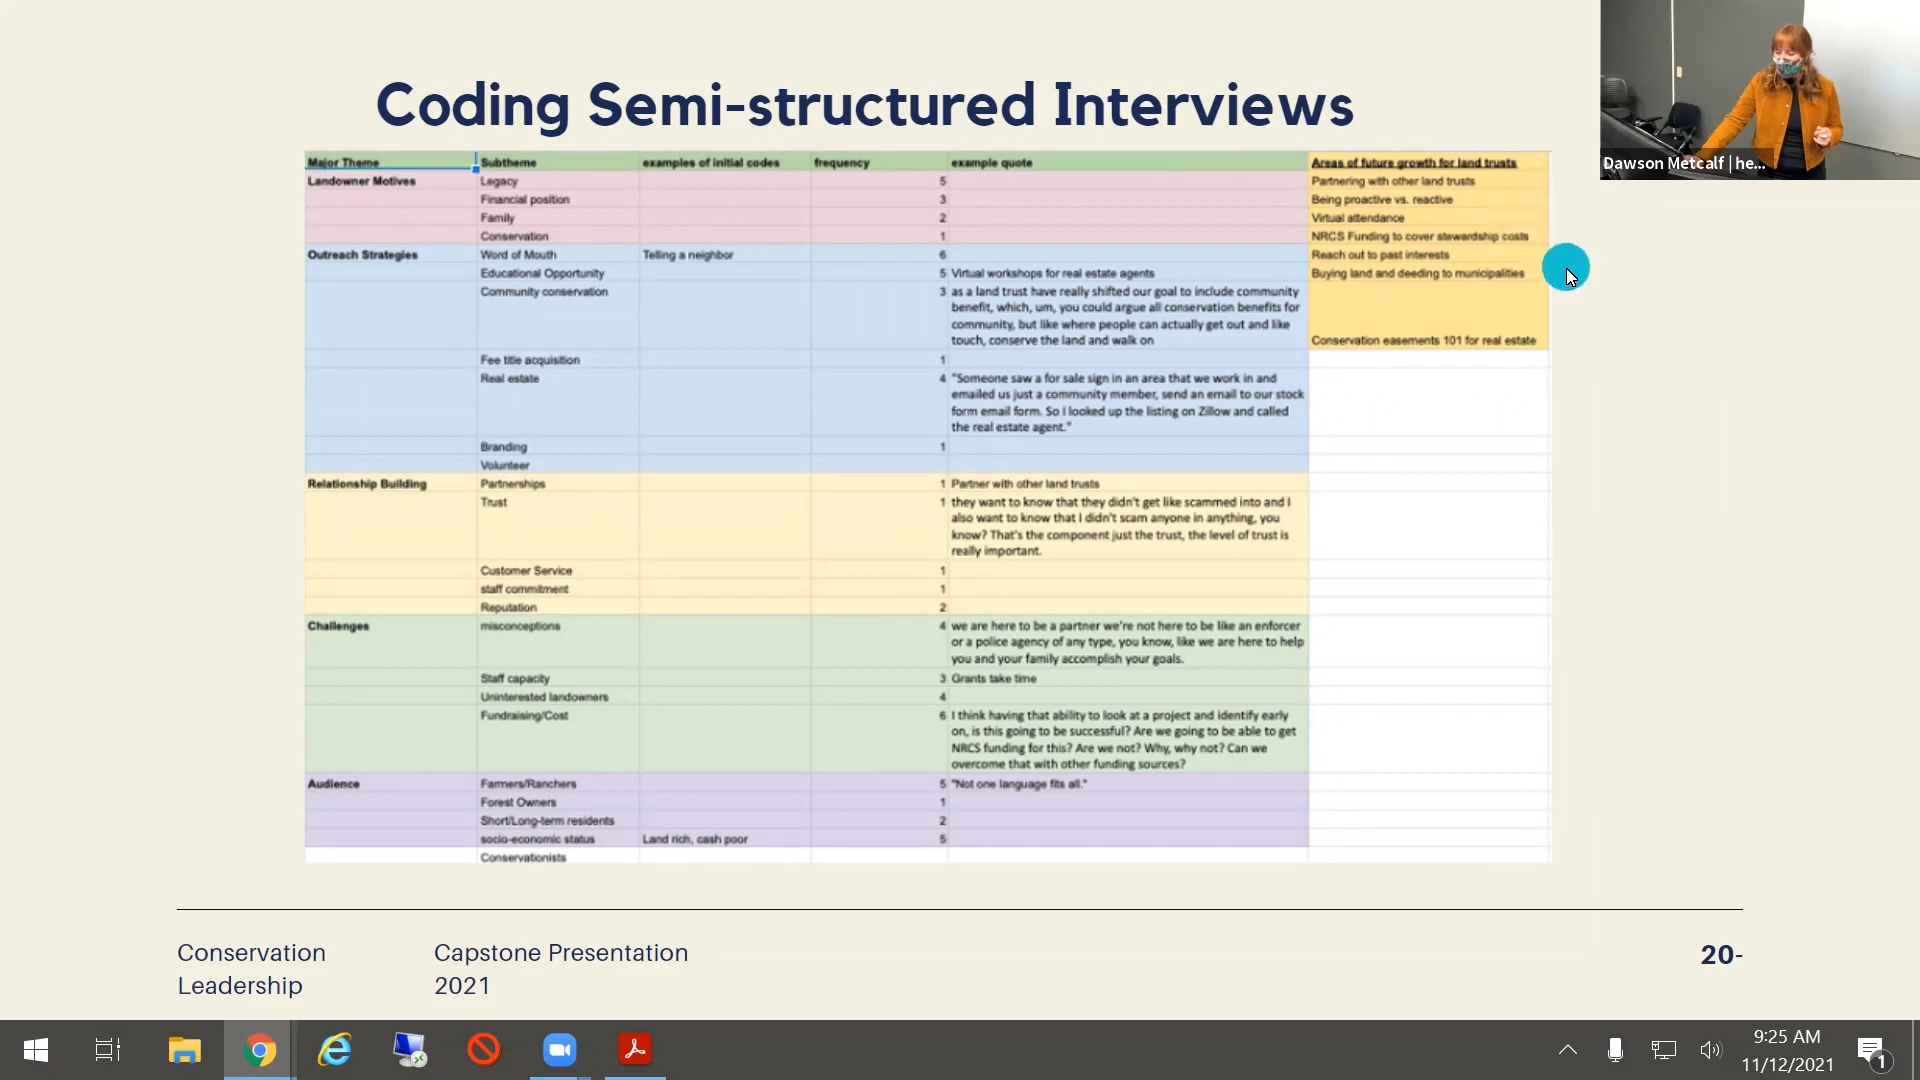 Coding Semi-structured Interviews
Dawson Metcalf | he...
Major Theme Subtheme examples of initial codes frequency example quote Areas of future growth for land trusts
Landowner Motives Legacy 5 Partnering with other land trusts
Financial position 3 Being proactive vs. reactive
Family 2 Virtual attendance
Conservation 1 NRCS Funding to cover stewardship costs
Outreach Strategies Word of Mouth Telling a neighbor 6 Reach out to past interests
Educational Opportunity 5 Virtual workshops for real estate agents Buying land and deeding to municipalities
Community conservation 3 as a land trust have really shifted our goal to include community
benefit, which, um, you could argue all conservation benefits for
community, but like where people can actually get out and like
touch, conserve the land and walk on Conservation easements 101 for real estate
Fee title acquisition 1
Real estate 4 "Someone saw a for sale sign in an area that we work in and
emailed us just a community member, send an email to our stock
form email form. So I looked up the listing on Zillow and called
the real estate agent."
Branding 1
Volunteer
Relationship Building Partnerships 1 Partner with other land trusts
Trust 1 they want to know that they didn't get like scammed into and I
also want to know that I didn't scam anyone in anything, you
know? That's the component just the trust, the level of trust is
really important.
Customer Service 1
staff commitment 1
Reputation 2
Challenges misconceptions 4 we are here to be a partner we're not here to be like an enforcer
or a police agency of any type, you know, like we are here to help
you and your family accomplish your goals.
Staff capacity 3 Grants take time
Uninterested landowners 4
Fundraising/Cost 6 I think having that ability to look at a project and identify early
on, is this going to be successful? Are we going to be able to get
NRCS funding for this? Are we not? Why, why not? Can we
overcome that with other funding sources?
Audience Farmers/Ranchers 5 "Not one language fits all."
Forest Owners 1
Short/Long-term residents 2
socio-economic status Land rich, cash poor 5
Conservationists
Conservation
Leadership
Capstone Presentation
2021
20-
9:25 AM
11/12/2021
1